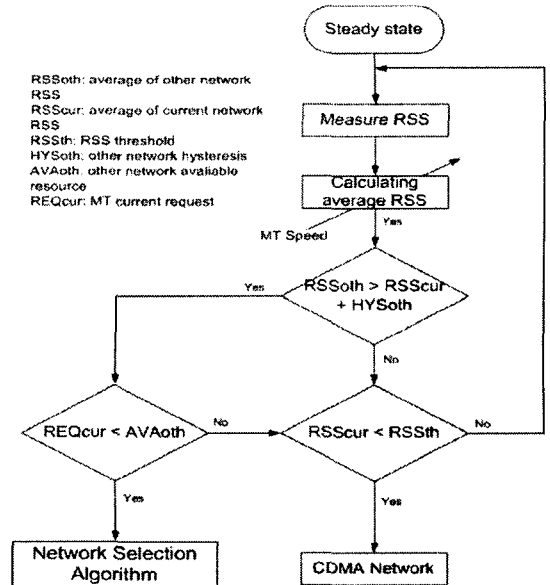 Steady state
RSSoth: average of other network
RSS
RSScur: average of current network
RSS
RSSth: RSS threshold
HYSoth: other network hysteresis
AVAoth: other network available
resource
REQcur: MT current request
Measure RSS
Calculating
average RSS
MT Speed
Yes
RSSoth > RSScur
+ HYSoth
Yes
No
REQcur < AVAoth
No
RSScur < RSSth
No
Yes
Yes
Network Selection
Algorithm
CDMA Network